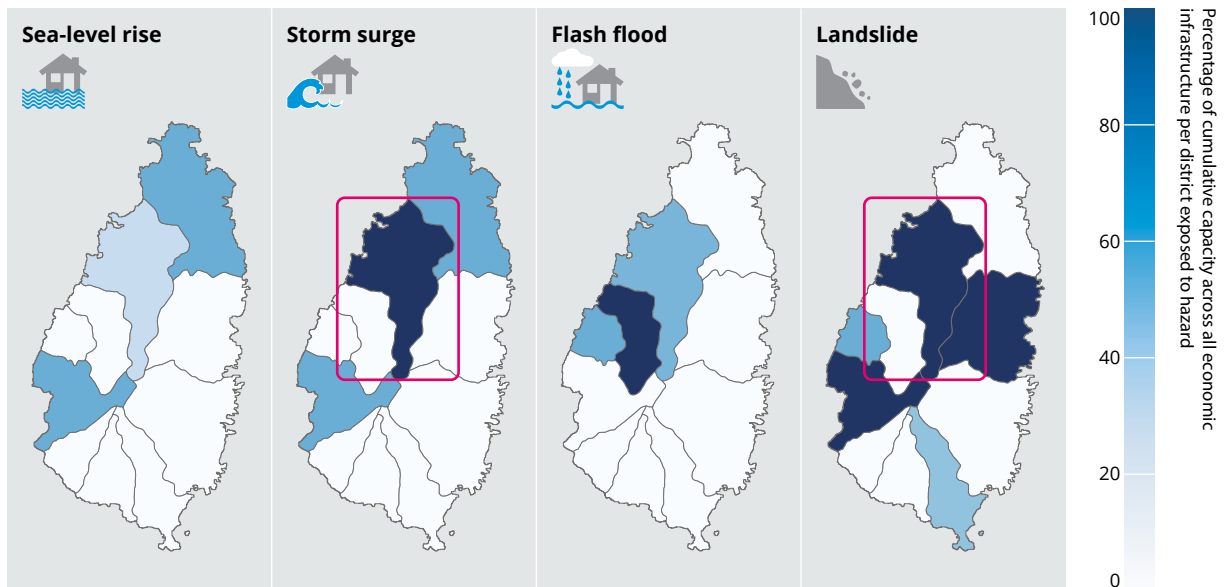 Sea-level rise
Storm surge
Flash flood
Landslide
100
80
60
40
20
0
Percentage of cumulative capacity across all economic
infrastructure per district exposed to hazard